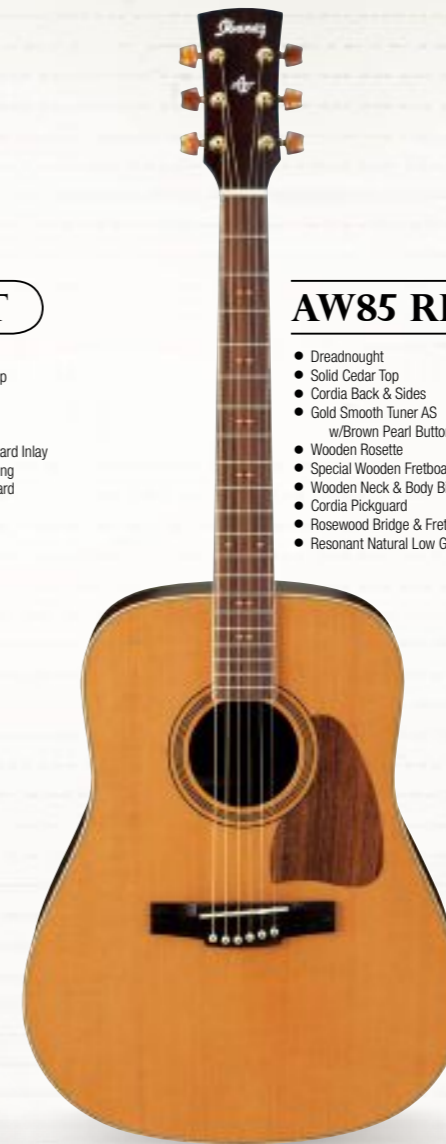 Ibanez
AW
T
p
ard Inlay
ng
ard
AW85 R
● Dreadnought
● Solid Cedar Top
● Cordia Back & Sides
● Gold Smooth Tuner AS
w/Brown Pearl Butto
● Wooden Rosette
● Special Wooden Fretboa
● Wooden Neck & Body B
● Cordia Pickguard
● Rosewood Bridge & Fret
● Resonant Natural Low G